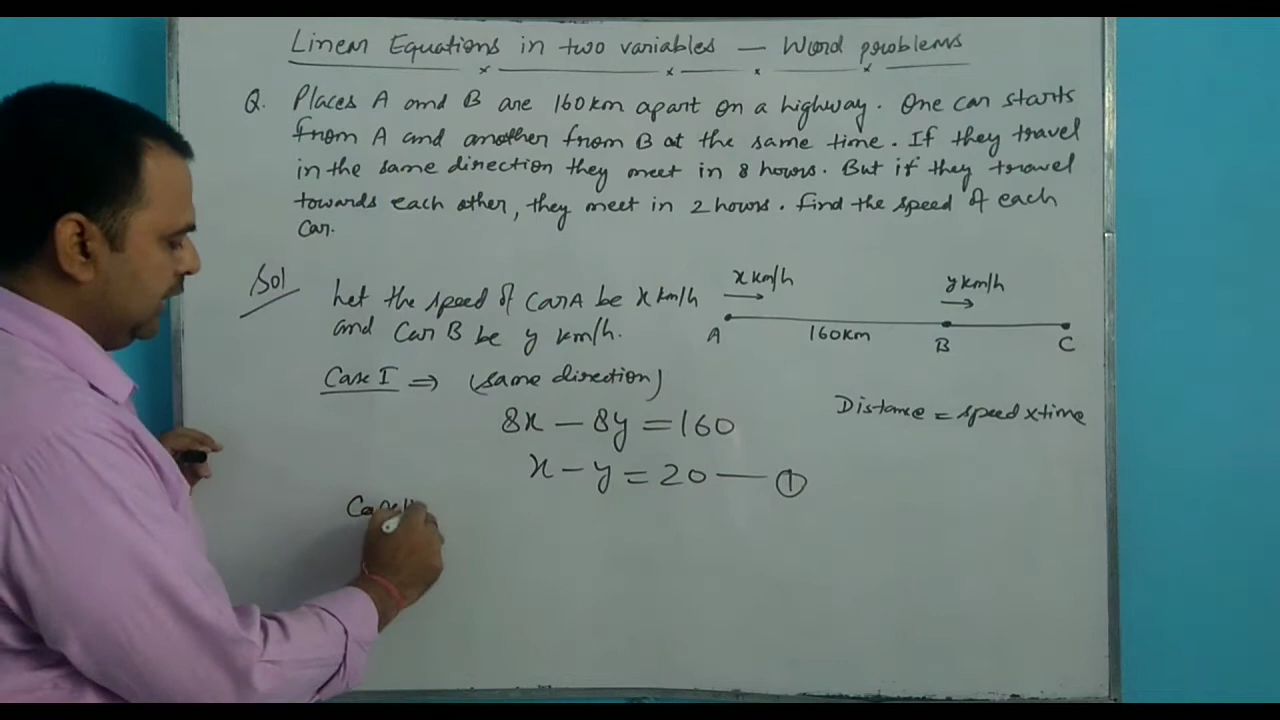 Linear Equations in two variables — Word problems
Q. Places A and B are 160km apart on a highway. One car starts
from A and another from B at the same time. If they travel
in the same direction they meet in 8 hours. But if they travel
towards each other, they meet in 2 hours. Find the speed of each
car.
Sol
Let the speed of car A be x km/h
and Car B be y km/h.
x km/h
y km/h
A 160km B C
Case I ⇒ (same direction)
Distance = speed x time
8x - 8y = 160
x - y = 20 — ①
Case